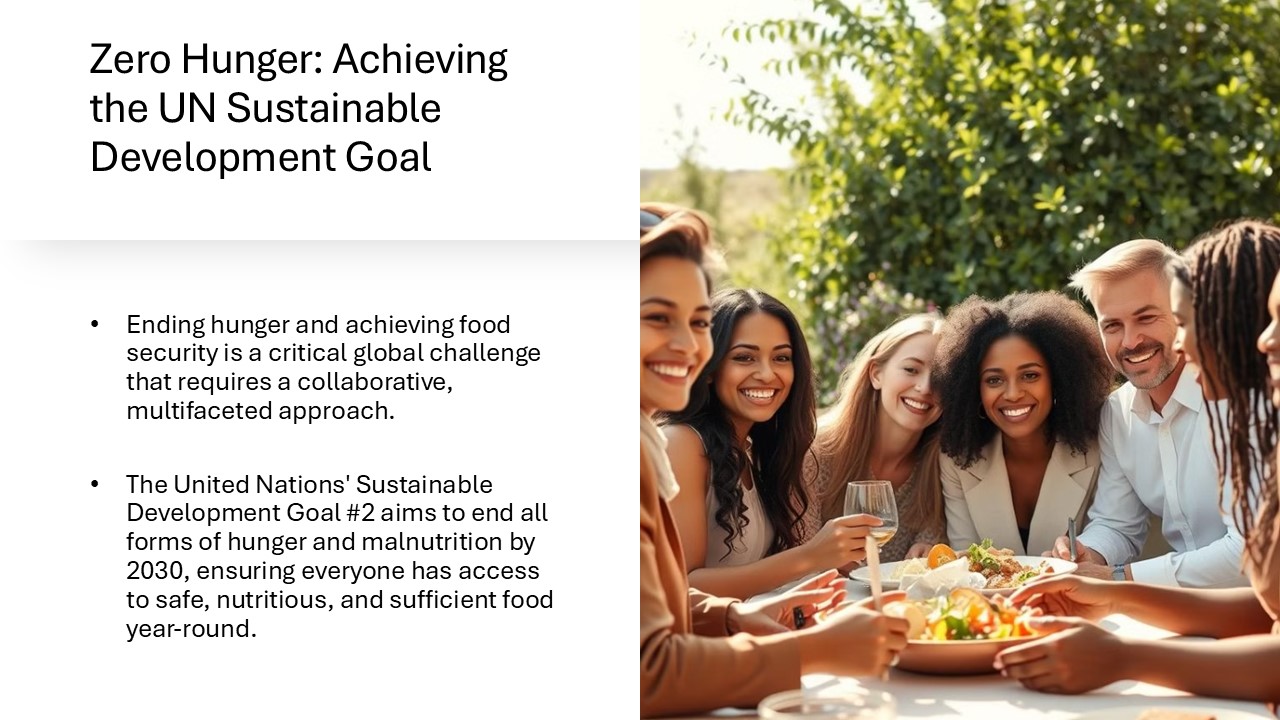 Zero Hunger: Achieving
the UN Sustainable
Development Goal
• Ending hunger and achieving food
security is a critical global challenge
that requires a collaborative,
multifaceted approach.
• The United Nations' Sustainable
Development Goal #2 aims to end all
forms of hunger and malnutrition by
2030, ensuring everyone has access
to safe, nutritious, and sufficient food
year-round.